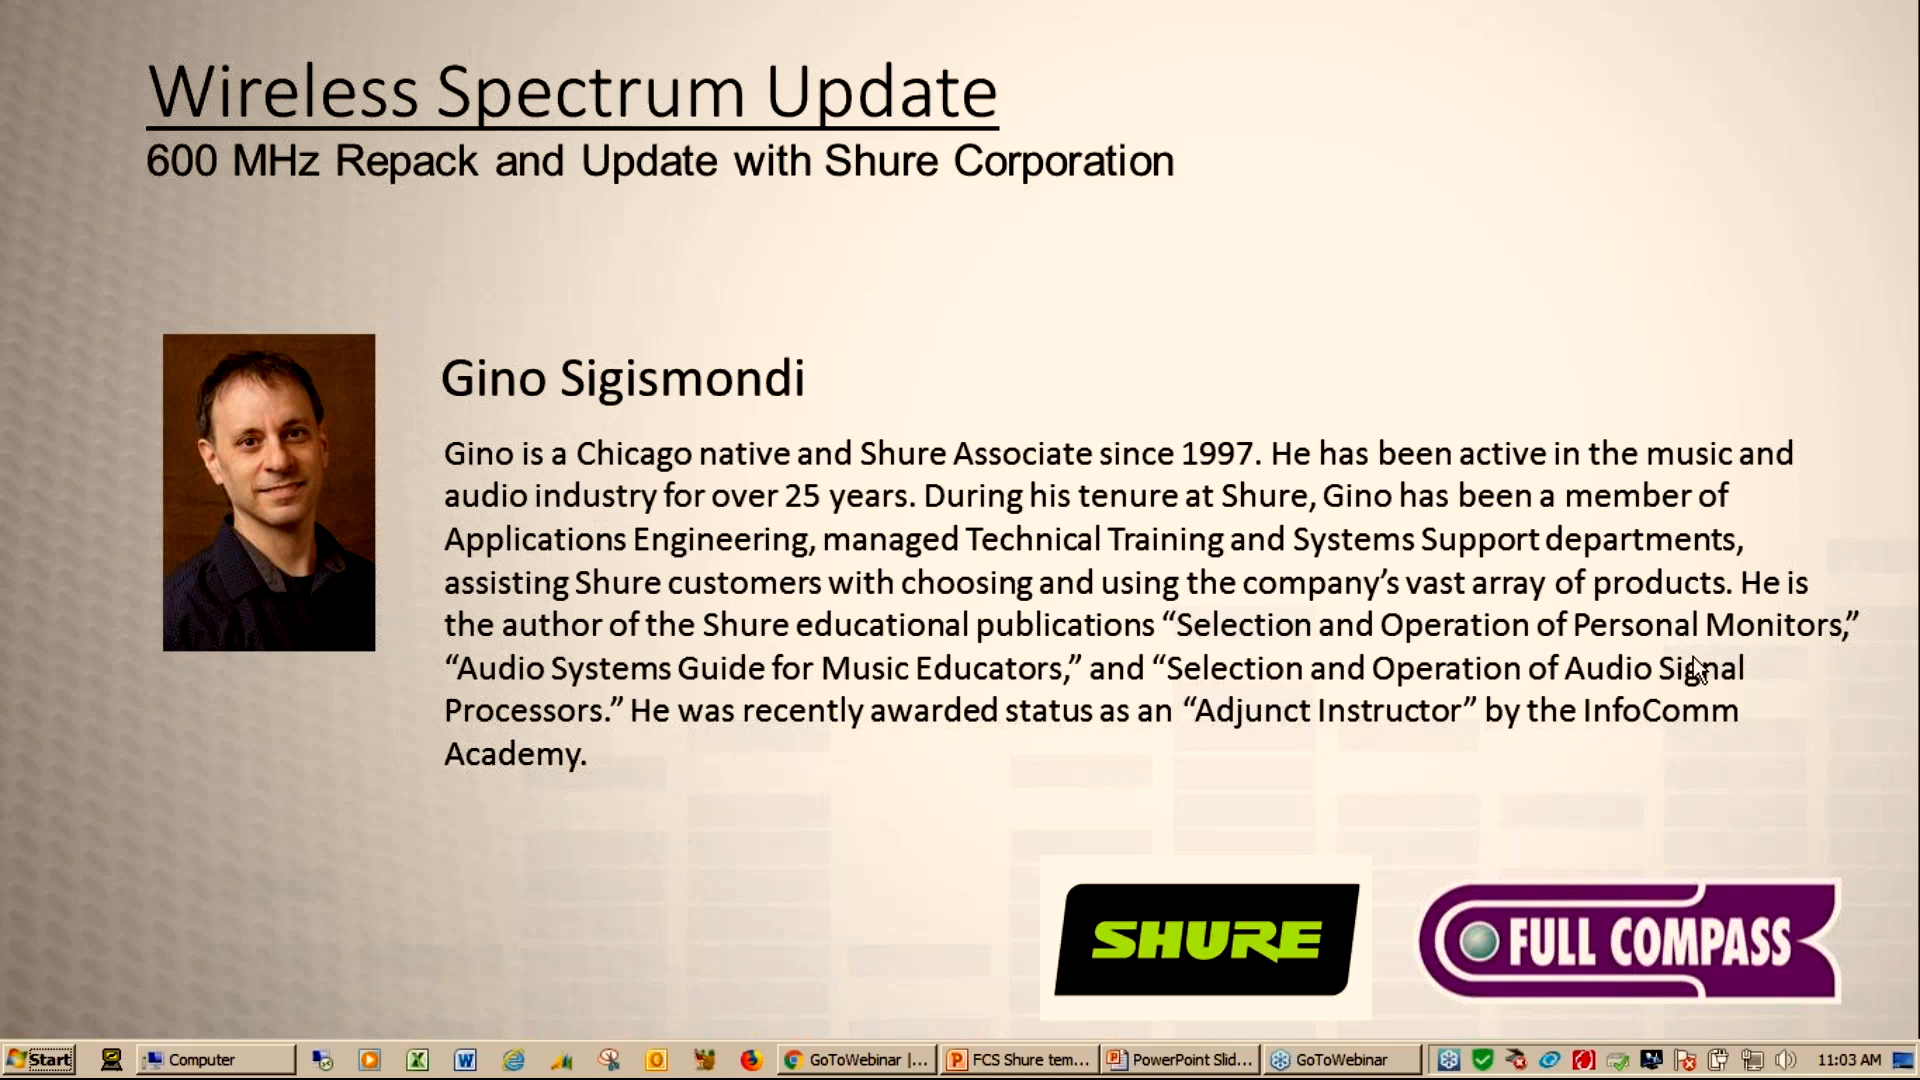 Wireless Spectrum Update
600 MHz Repack and Update with Shure Corporation
Gino Sigismondi
Gino is a Chicago native and Shure Associate since 1997. He has been active in the music and
audio industry for over 25 years. During his tenure at Shure, Gino has been a member of
Applications Engineering, managed Technical Training and Systems Support departments,
assisting Shure customers with choosing and using the company’s vast array of products. He is
the author of the Shure educational publications “Selection and Operation of Personal Monitors,”
“Audio Systems Guide for Music Educators,” and “Selection and Operation of Audio Signal
Processors.” He was recently awarded status as an “Adjunct Instructor” by the InfoComm
Academy.
SHURE
FULL COMPASS
Start Computer GoToWebinar |... FCS Shure tem... PowerPoint Slid... GoToWebinar 11:03 AM